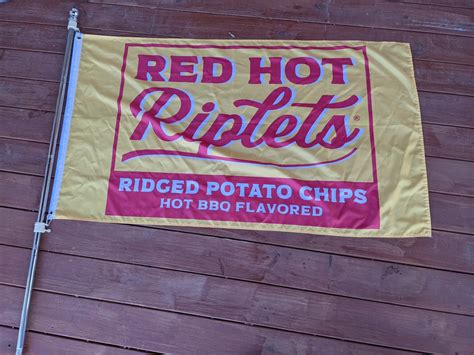 RED HOT
Riplets®
RIDGED POTATO CHIPS
HOT BBQ FLAVORED